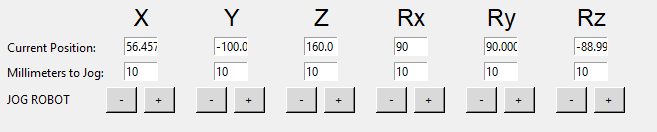 X Y Z Rx Ry Rz
Current Position: 56.457 -100.0 160.0 90 90.000 -88.99
Millimeters to Jog: 10 10 10 10 10 10
JOG ROBOT - + - + - + - + - + - +